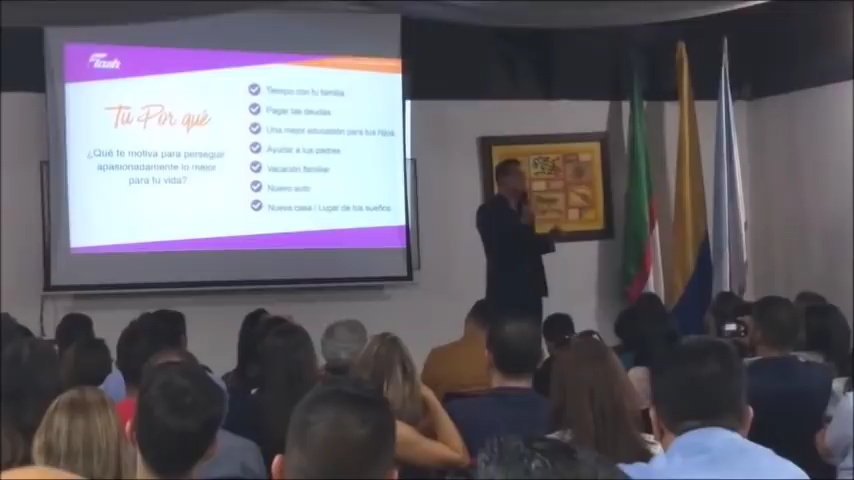 Flash
Tu Por qué
¿Qué te motiva para perseguir
apasionadamente lo mejor
para tu vida?
Tiempo con tu familia
Pagar las deudas
Una mejor educación para tus hijos
Ayudar a tus padres
Vacación familiar
Nuevo auto
Nueva casa / Lugar de tus sueños